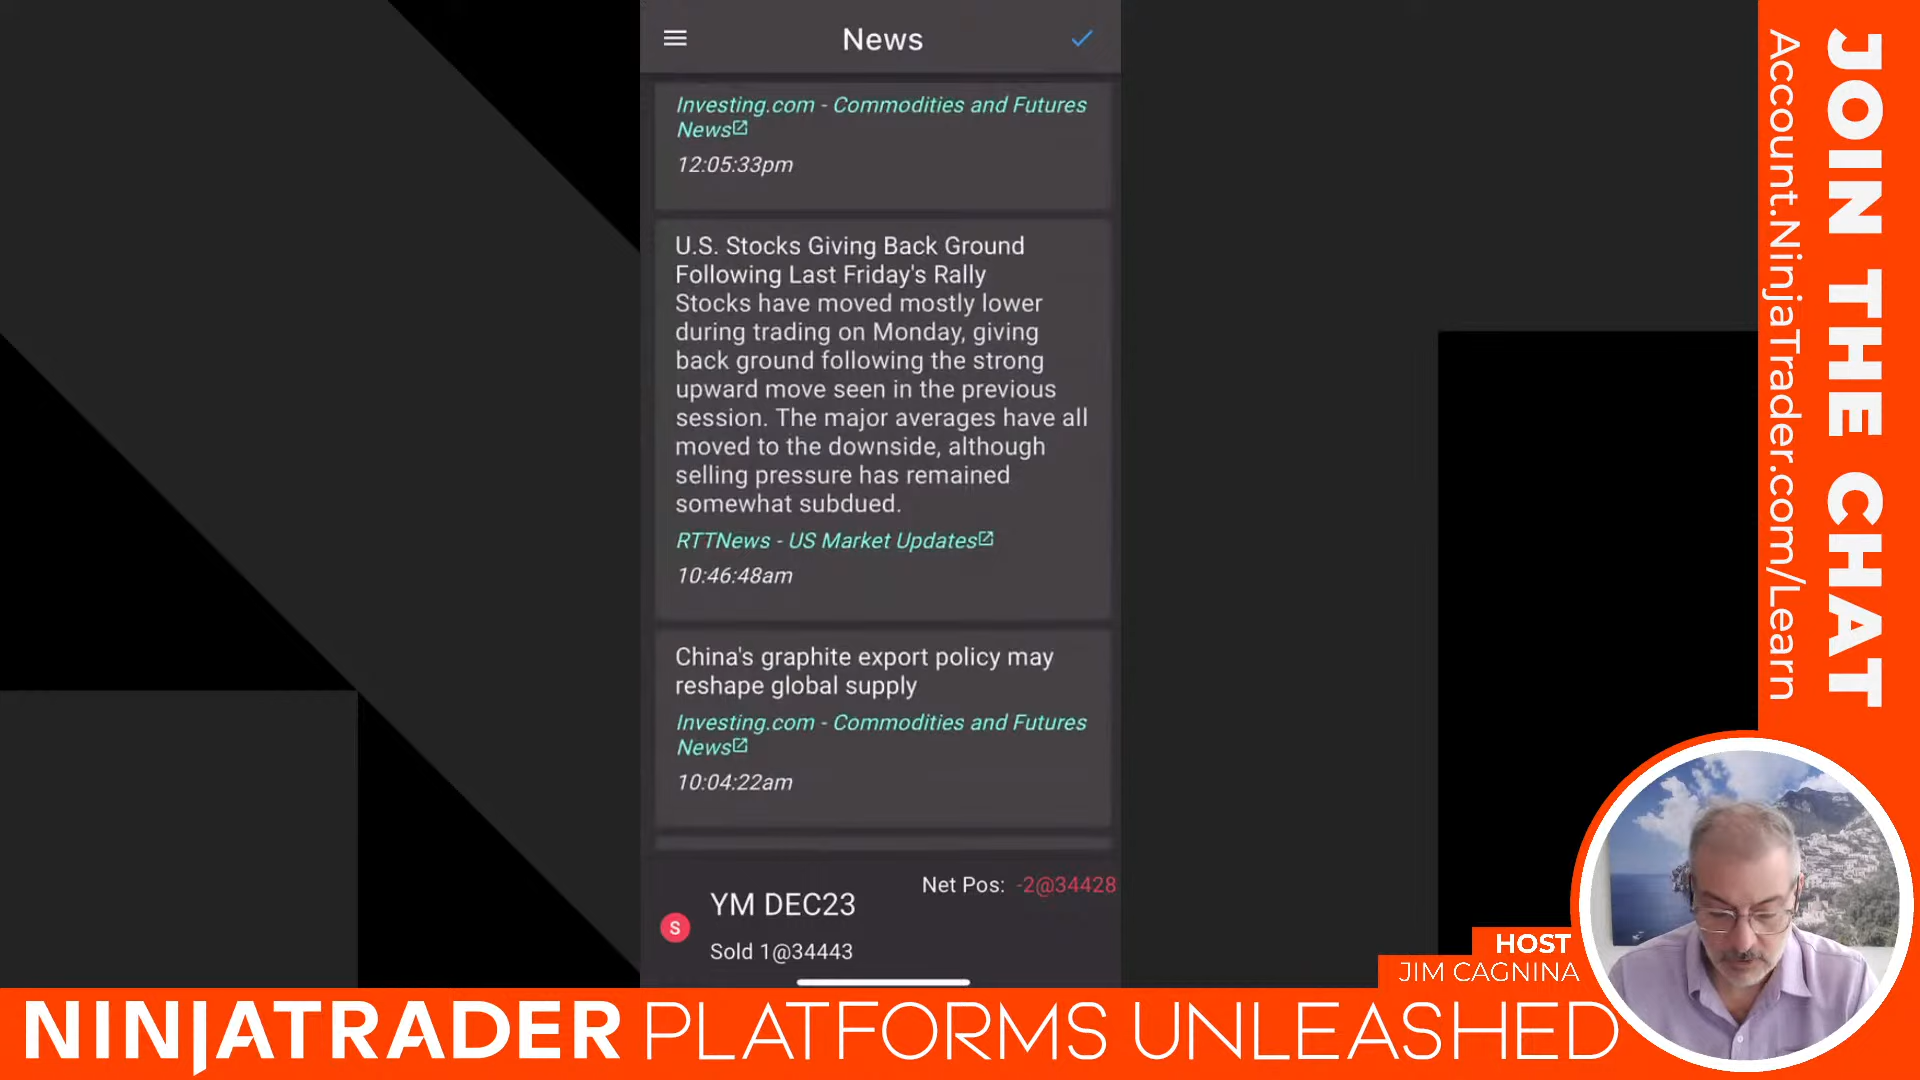 News
Investing.com - Commodities and Futures
News
12:05:33pm
U.S. Stocks Giving Back Ground
Following Last Friday's Rally
Stocks have moved mostly lower
during trading on Monday, giving
back ground following the strong
upward move seen in the previous
session. The major averages have all
moved to the downside, although
selling pressure has remained
somewhat subdued.
RTTNews - US Market Updates
10:46:48am
China's graphite export policy may
reshape global supply
Investing.com - Commodities and Futures
News
10:04:22am
Net Pos: -2@34428
YM DEC23
S
Sold 1@34443
JOIN THE CHAT
Account.NinjaTrader.com/Learn
HOST
JIM CAGNINA
NINJATRADER PLATFORMS UNLEASHED